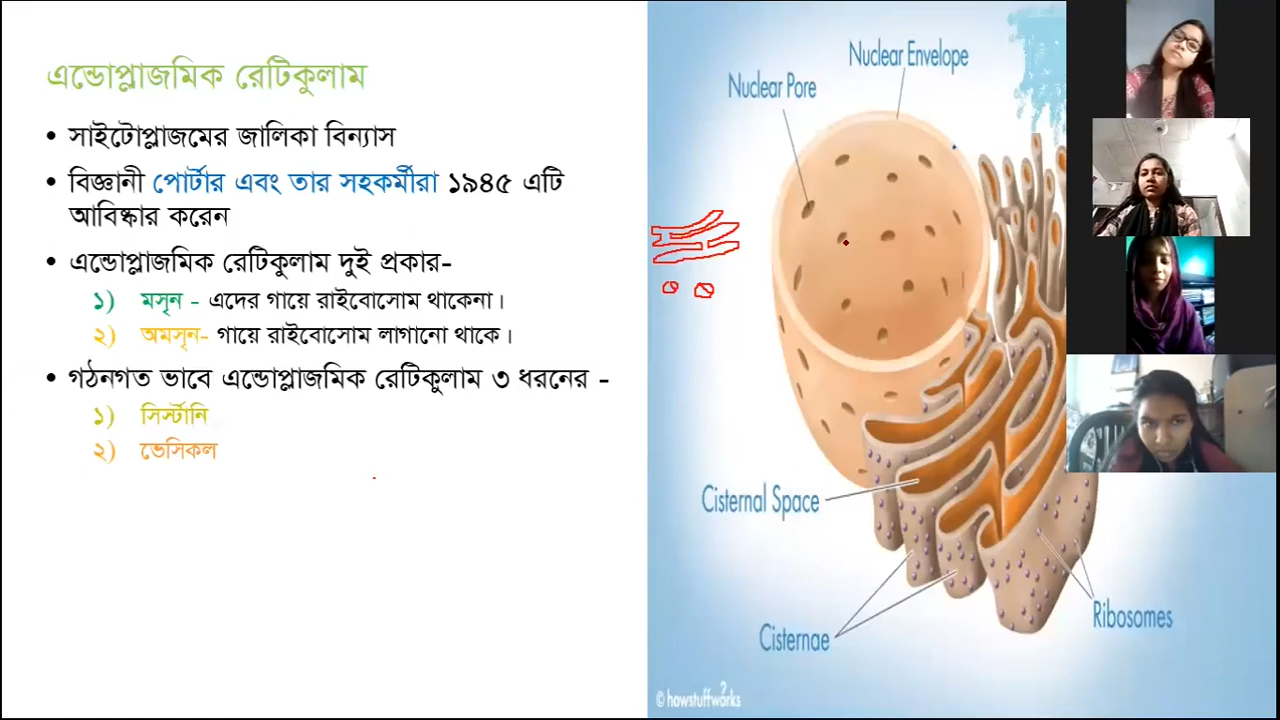 এন্ডোপ্লাজমিক রেটিকুলাম
• সাইটোপ্লাজমের জালিকা বিন্যাস
• বিজ্ঞানী পোর্টার এবং তার সহকর্মীরা ১৯৪৫ এটি
আবিষ্কার করেন
• এন্ডোপ্লাজমিক রেটিকুলাম দুই প্রকার-
১) মসৃন - এদের গায়ে রাইবোসোম থাকেনা।
২) অমসৃন- গায়ে রাইবোসোম লাগানো থাকে।
• গঠনগত ভাবে এন্ডোপ্লাজমিক রেটিকুলাম ৩ ধরনের -
১) সিস্টার্নি
২) ভেসিকল
Nuclear Envelope
Nuclear Pore
Cisternal Space
Ribosomes
Cisternae
© howstuffworks